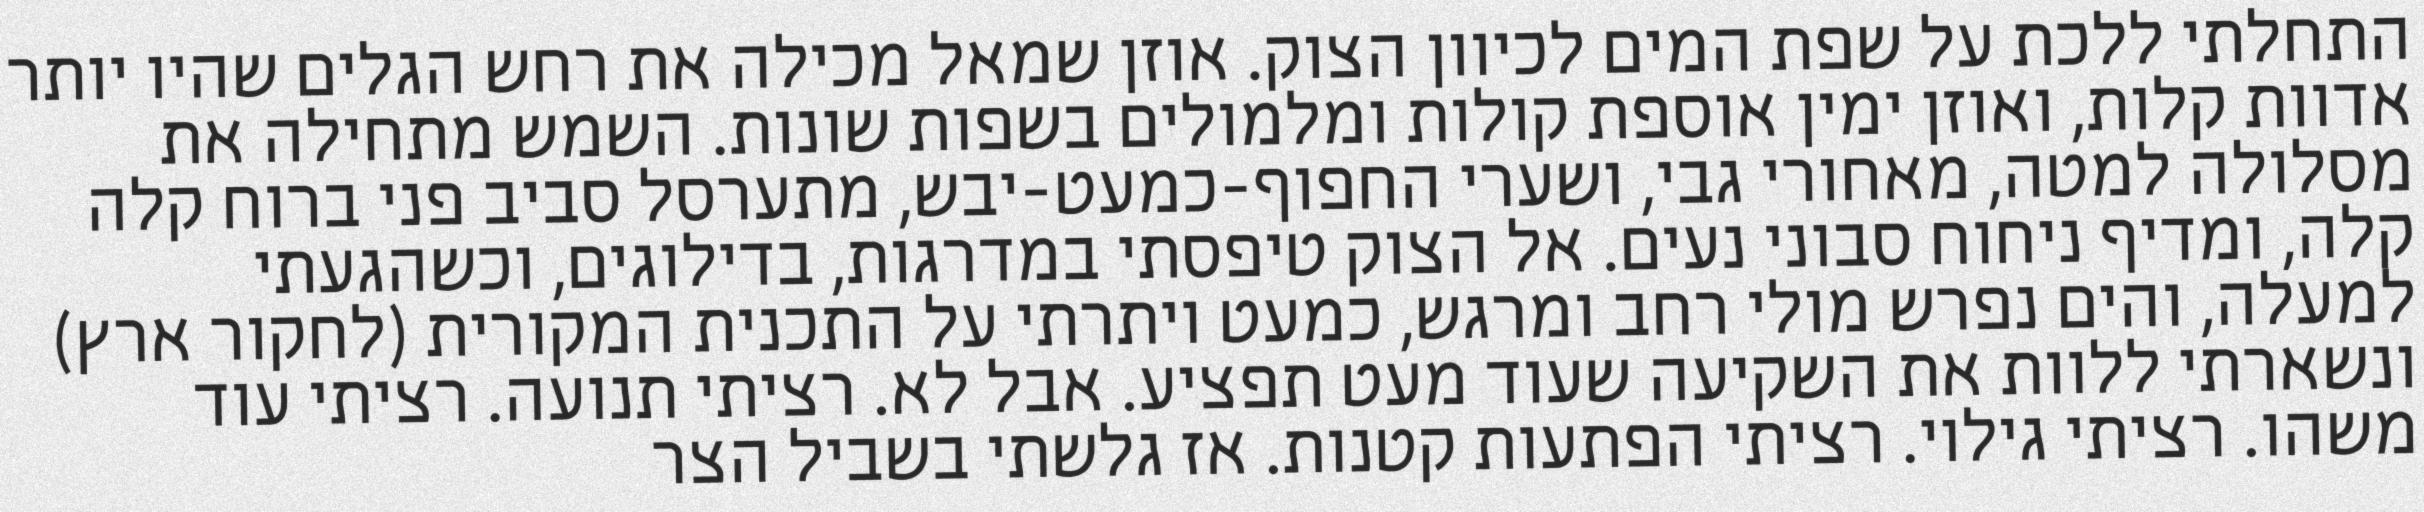 התחלתי ללכת על שפת המים לכיוון הצוק. אוזן שמאל מכילה את רחש הגלים שהיו יותר
אדוות קלות, ואוזן ימין אוספת קולות ומלמולים בשפות שונות. השמש מתחילה את
מסלולה למטה, מאחורי גבי, ושערי החפוף-כמעט-יבש, מתערסל סביב פני ברוח קלה
קלה, ומדיף ניחוח סבוני נעים. אל הצוק טיפסתי במדרגות, בדילוגים, וכשהגעתי
למעלה, והים נפרש מולי רחב ומרגש, כמעט ויתרתי על התכנית המקורית (לחקור ארץ)
ונשארתי ללוות את השקיעה שעוד מעט תפציע. אבל לא. רציתי תנועה. רציתי עוד
משהו. רציתי גילוי. רציתי הפתעות קטנות. אז גלשתי בשביל הצר